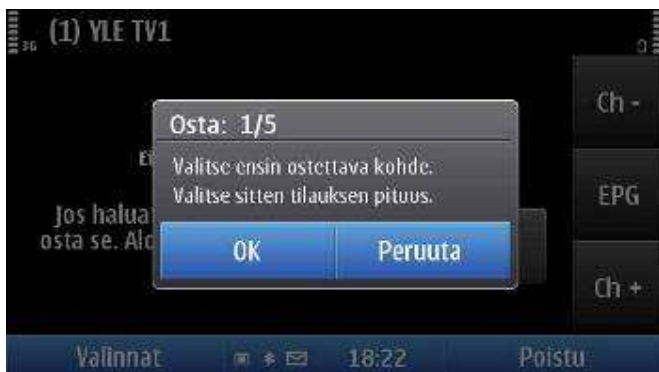 3G (1) YLE TV1
Ch -
Osta: 1/5
Valitse ensin ostettava kohde.
Valitse sitten tilauksen pituus.
EPG
Jos halua
osta se.
OK Peruuta
Ch +
Valinnat 18:22 Poistu